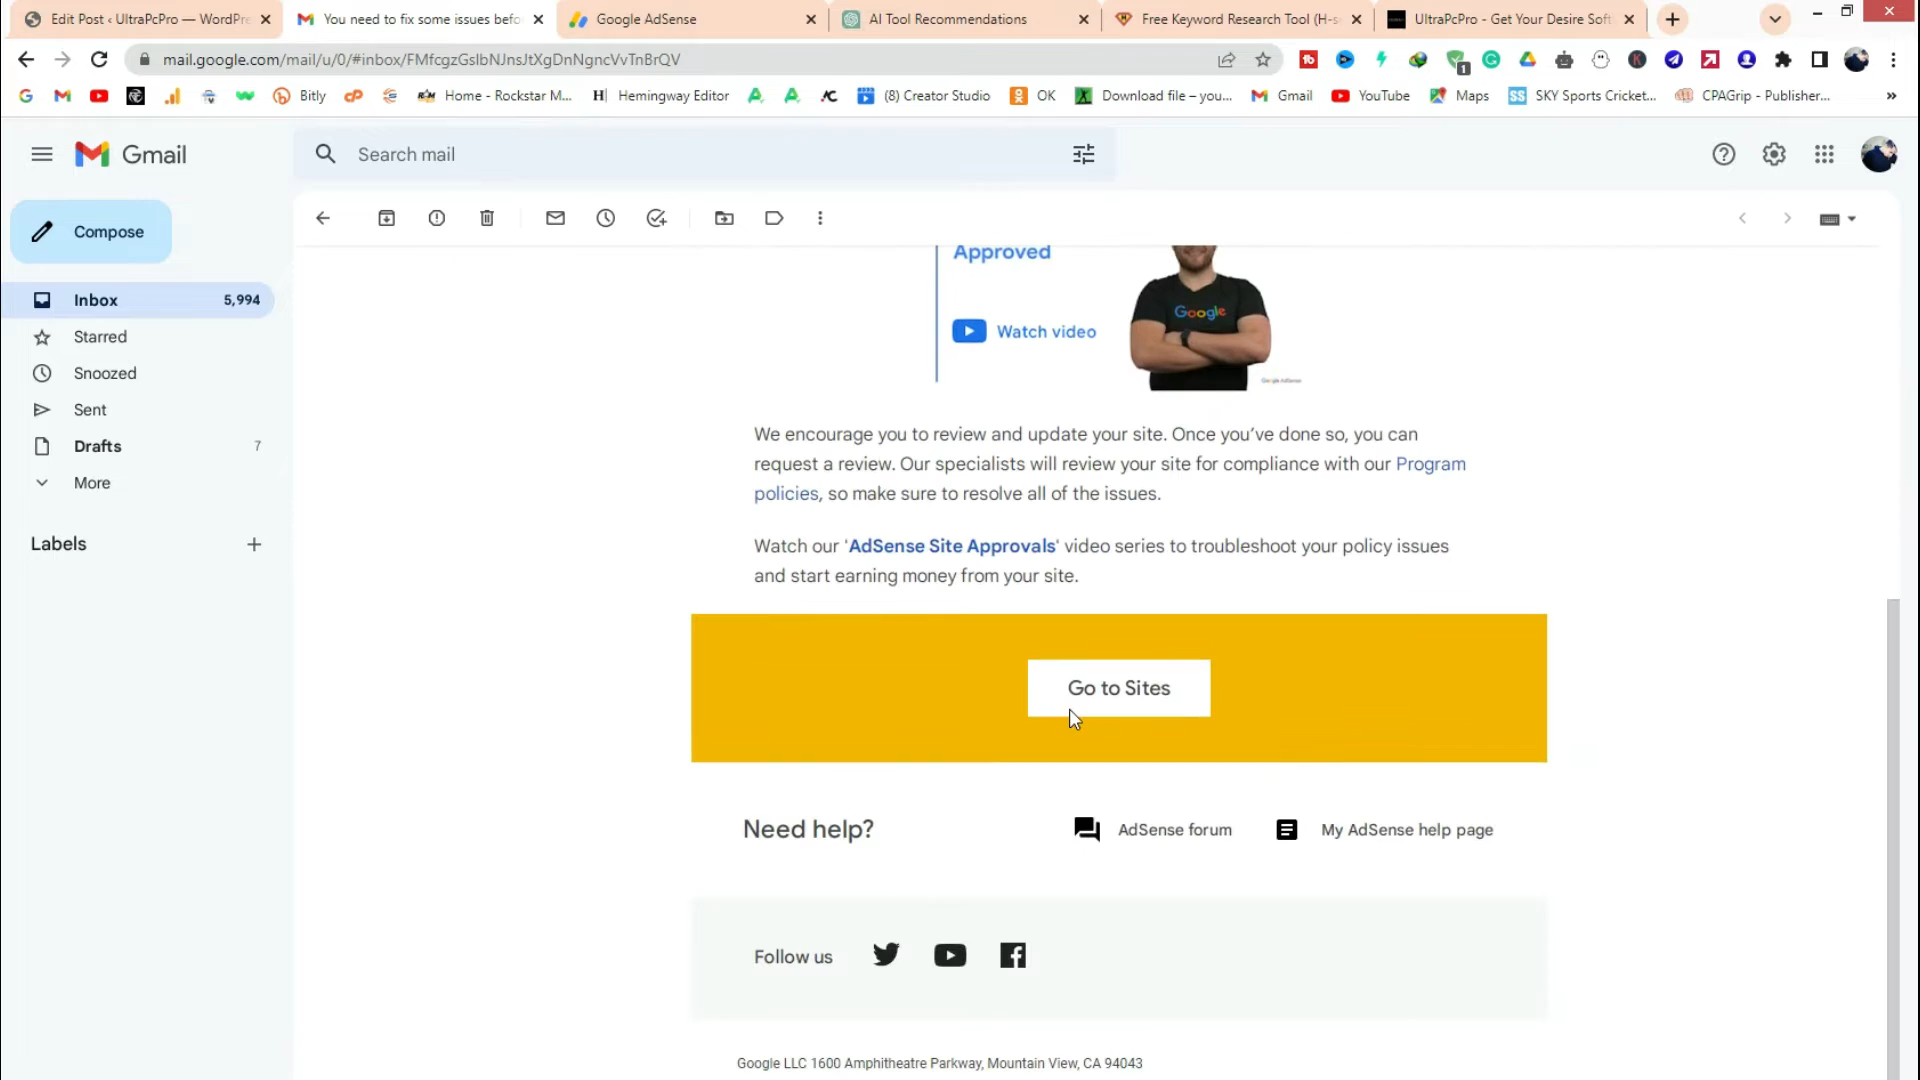 Edit Post ‹ UltraPcPro — WordPre
You need to fix some issues befo
Google AdSense
AI Tool Recommendations
Free Keyword Research Tool (H-s
UltraPcPro - Get Your Desire Soft
mail.google.com/mail/u/0/#inbox/FMfcgzGslbNJnsJtXgDnNgncVvTnBrQV
1
Bitly
Home - Rockstar M...
Hemingway Editor
(8) Creator Studio
OK
Download file – you...
Gmail
YouTube
Maps
SKY Sports Cricket...
CPAGrip - Publisher...
»
Gmail
Search mail
Compose
Inbox 5,994
Starred
Snoozed
Sent
Drafts 7
More
Labels
Approved
Watch video
Google
Google AdSense
We encourage you to review and update your site. Once you’ve done so, you can
request a review. Our specialists will review your site for compliance with our Program
policies, so make sure to resolve all of the issues.
Watch our 'AdSense Site Approvals' video series to troubleshoot your policy issues
and start earning money from your site.
Go to Sites
Need help?
AdSense forum
My AdSense help page
Follow us
Google LLC 1600 Amphitheatre Parkway, Mountain View, CA 94043